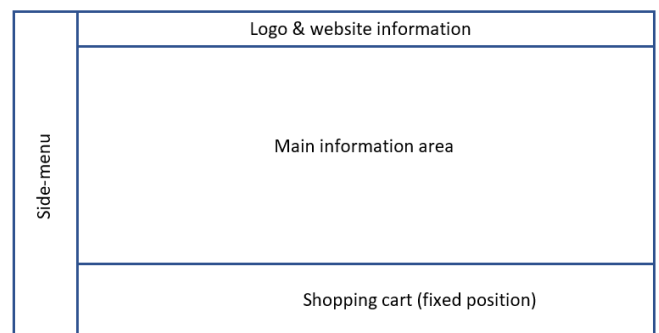 Logo & website information
Side-menu
Main information area
Shopping cart (fixed position)